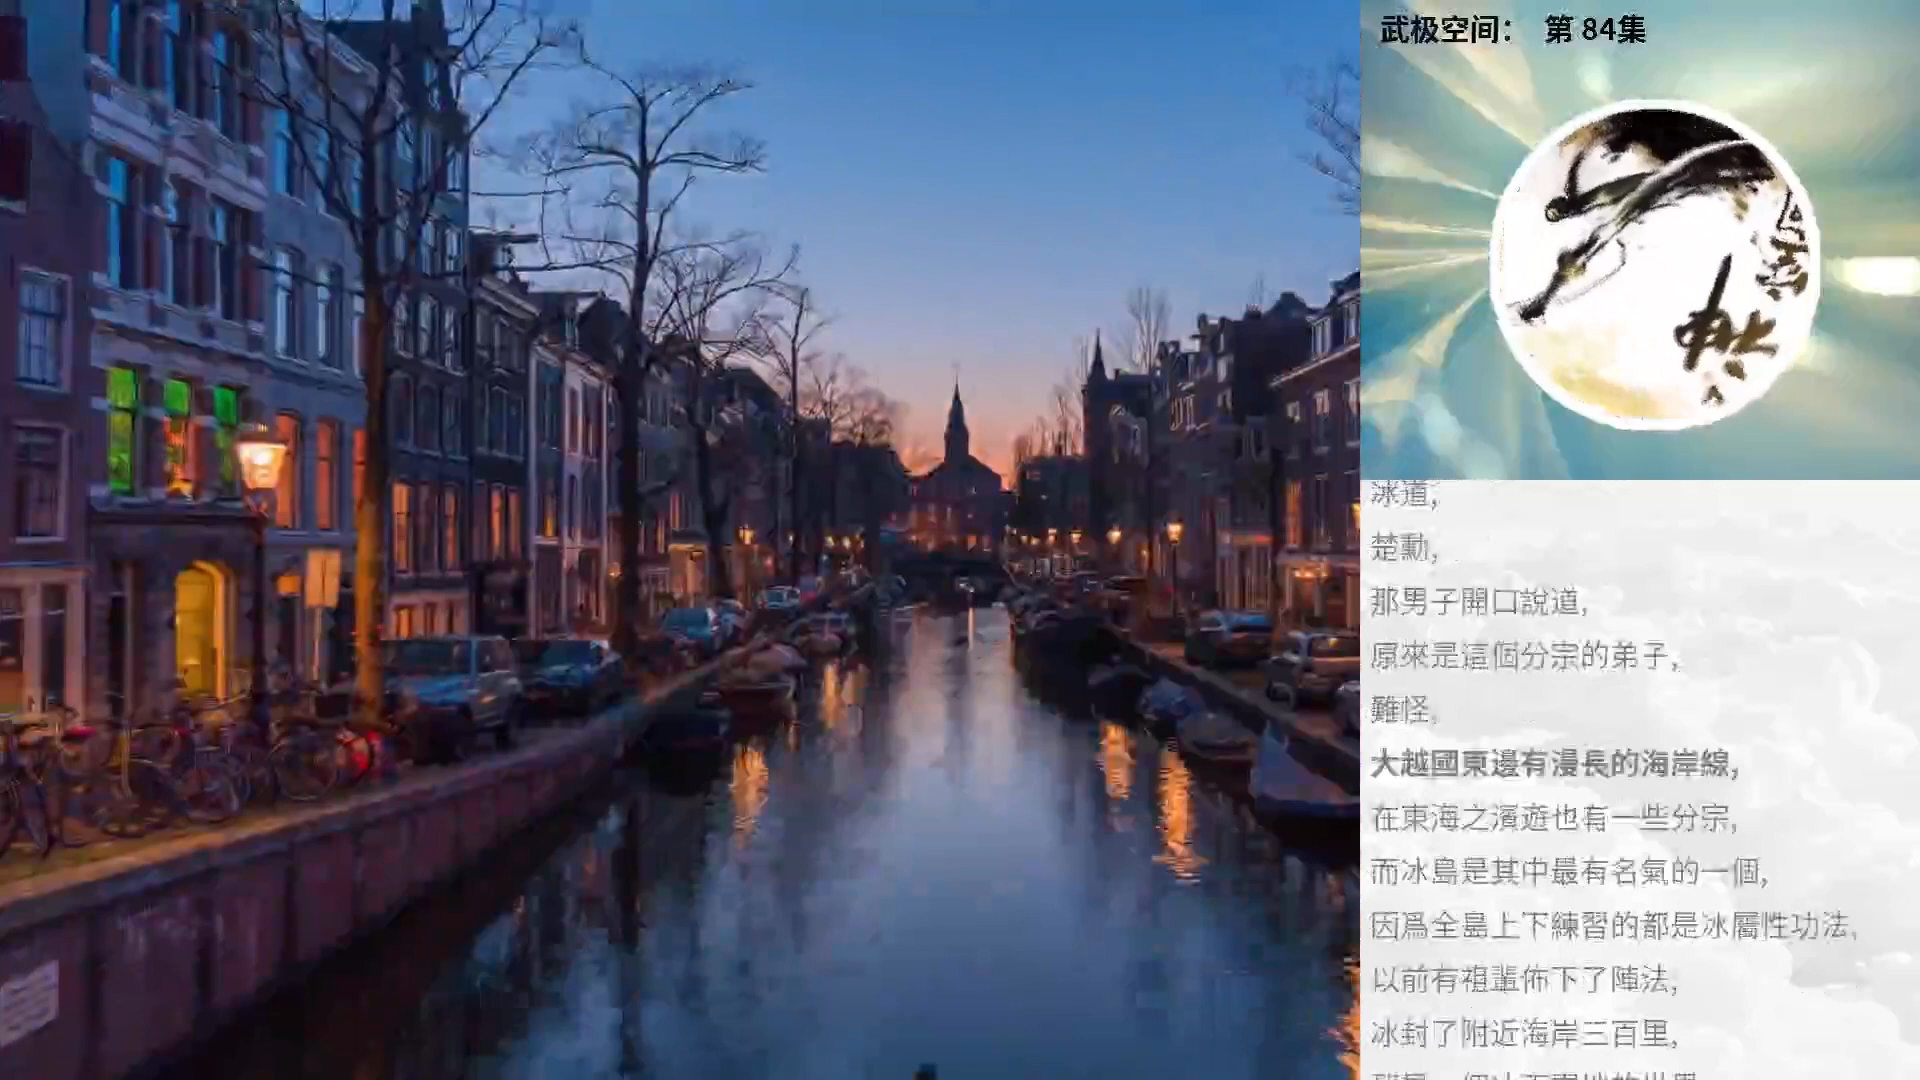 武极空间： 第 84集
冰道,
楚勳,
那男子開口說道,
原來是這個分宗的弟子,
難怪,
大越國東邊有漫長的海岸線,
在東海之濱遊也有一些分宗,
而冰島是其中最有名氣的一個,
因爲全島上下練習的都是冰屬性功法,
以前有祖輩佈下了陣法,
冰封了附近海岸三百里,